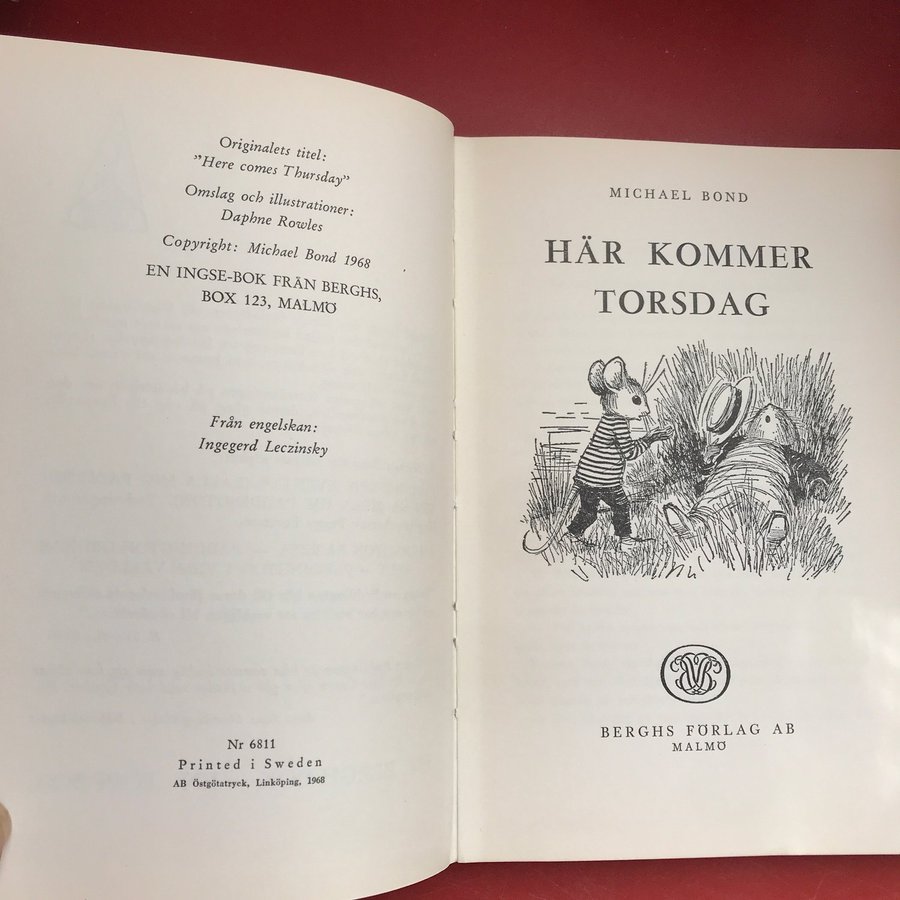 Originalets titel:
"Here comes Thursday"
Omslag och illustrationer:
Daphne Rowles
Copyright: Michael Bond 1968
EN INGSE-BOK FRÅN BERGHS,
BOX 123, MALMÖ
Från engelskan:
Ingegerd Leczinsky
Nr 6811
Printed i Sweden
AB Östgötatryck, Linköping, 1968
MICHAEL BOND
HÄR KOMMER
TORSDAG
BERGHS FÖRLAG AB
MALMÖ